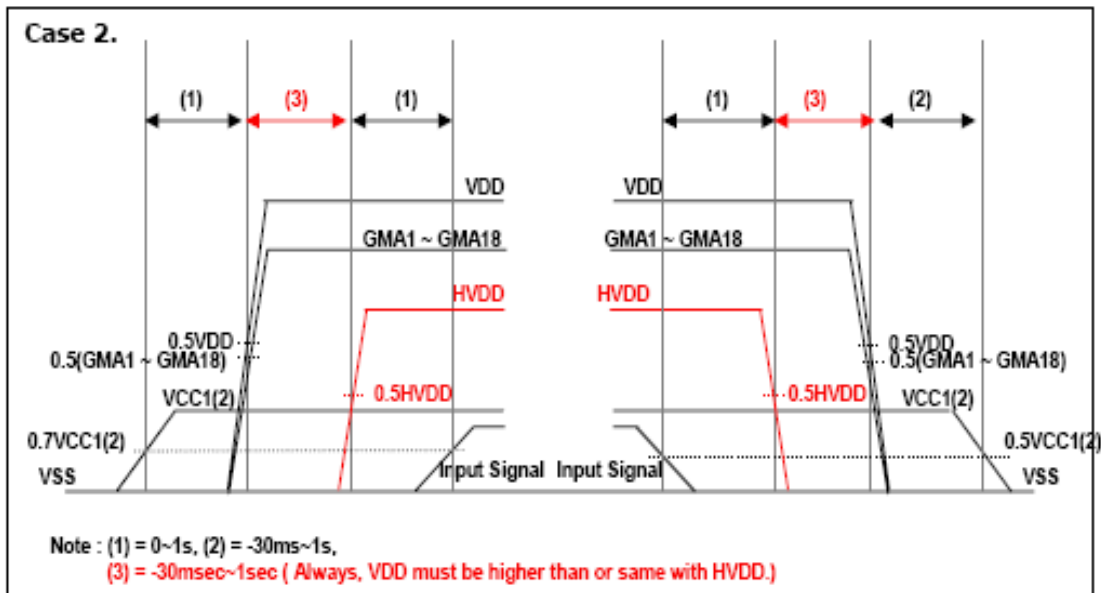 Case 2.
(1) (3) (1) (1) (3) (2)
VDD VDD
GMA1 ~ GMA18 GMA1 ~ GMA18
HVDD HVDD
0.5VDD 0.5VDD
0.5(GMA1 ~ GMA18) 0.5(GMA1 ~ GMA18)
VCC1(2) 0.5HVDD 0.5HVDD VCC1(2)
0.7VCC1(2) 0.5VCC1(2)
VSS Input Signal Input Signal VSS
Note : (1) = 0~1s, (2) = -30ms~1s,
(3) = -30msec~1sec ( Always, VDD must be higher than or same with HVDD.)